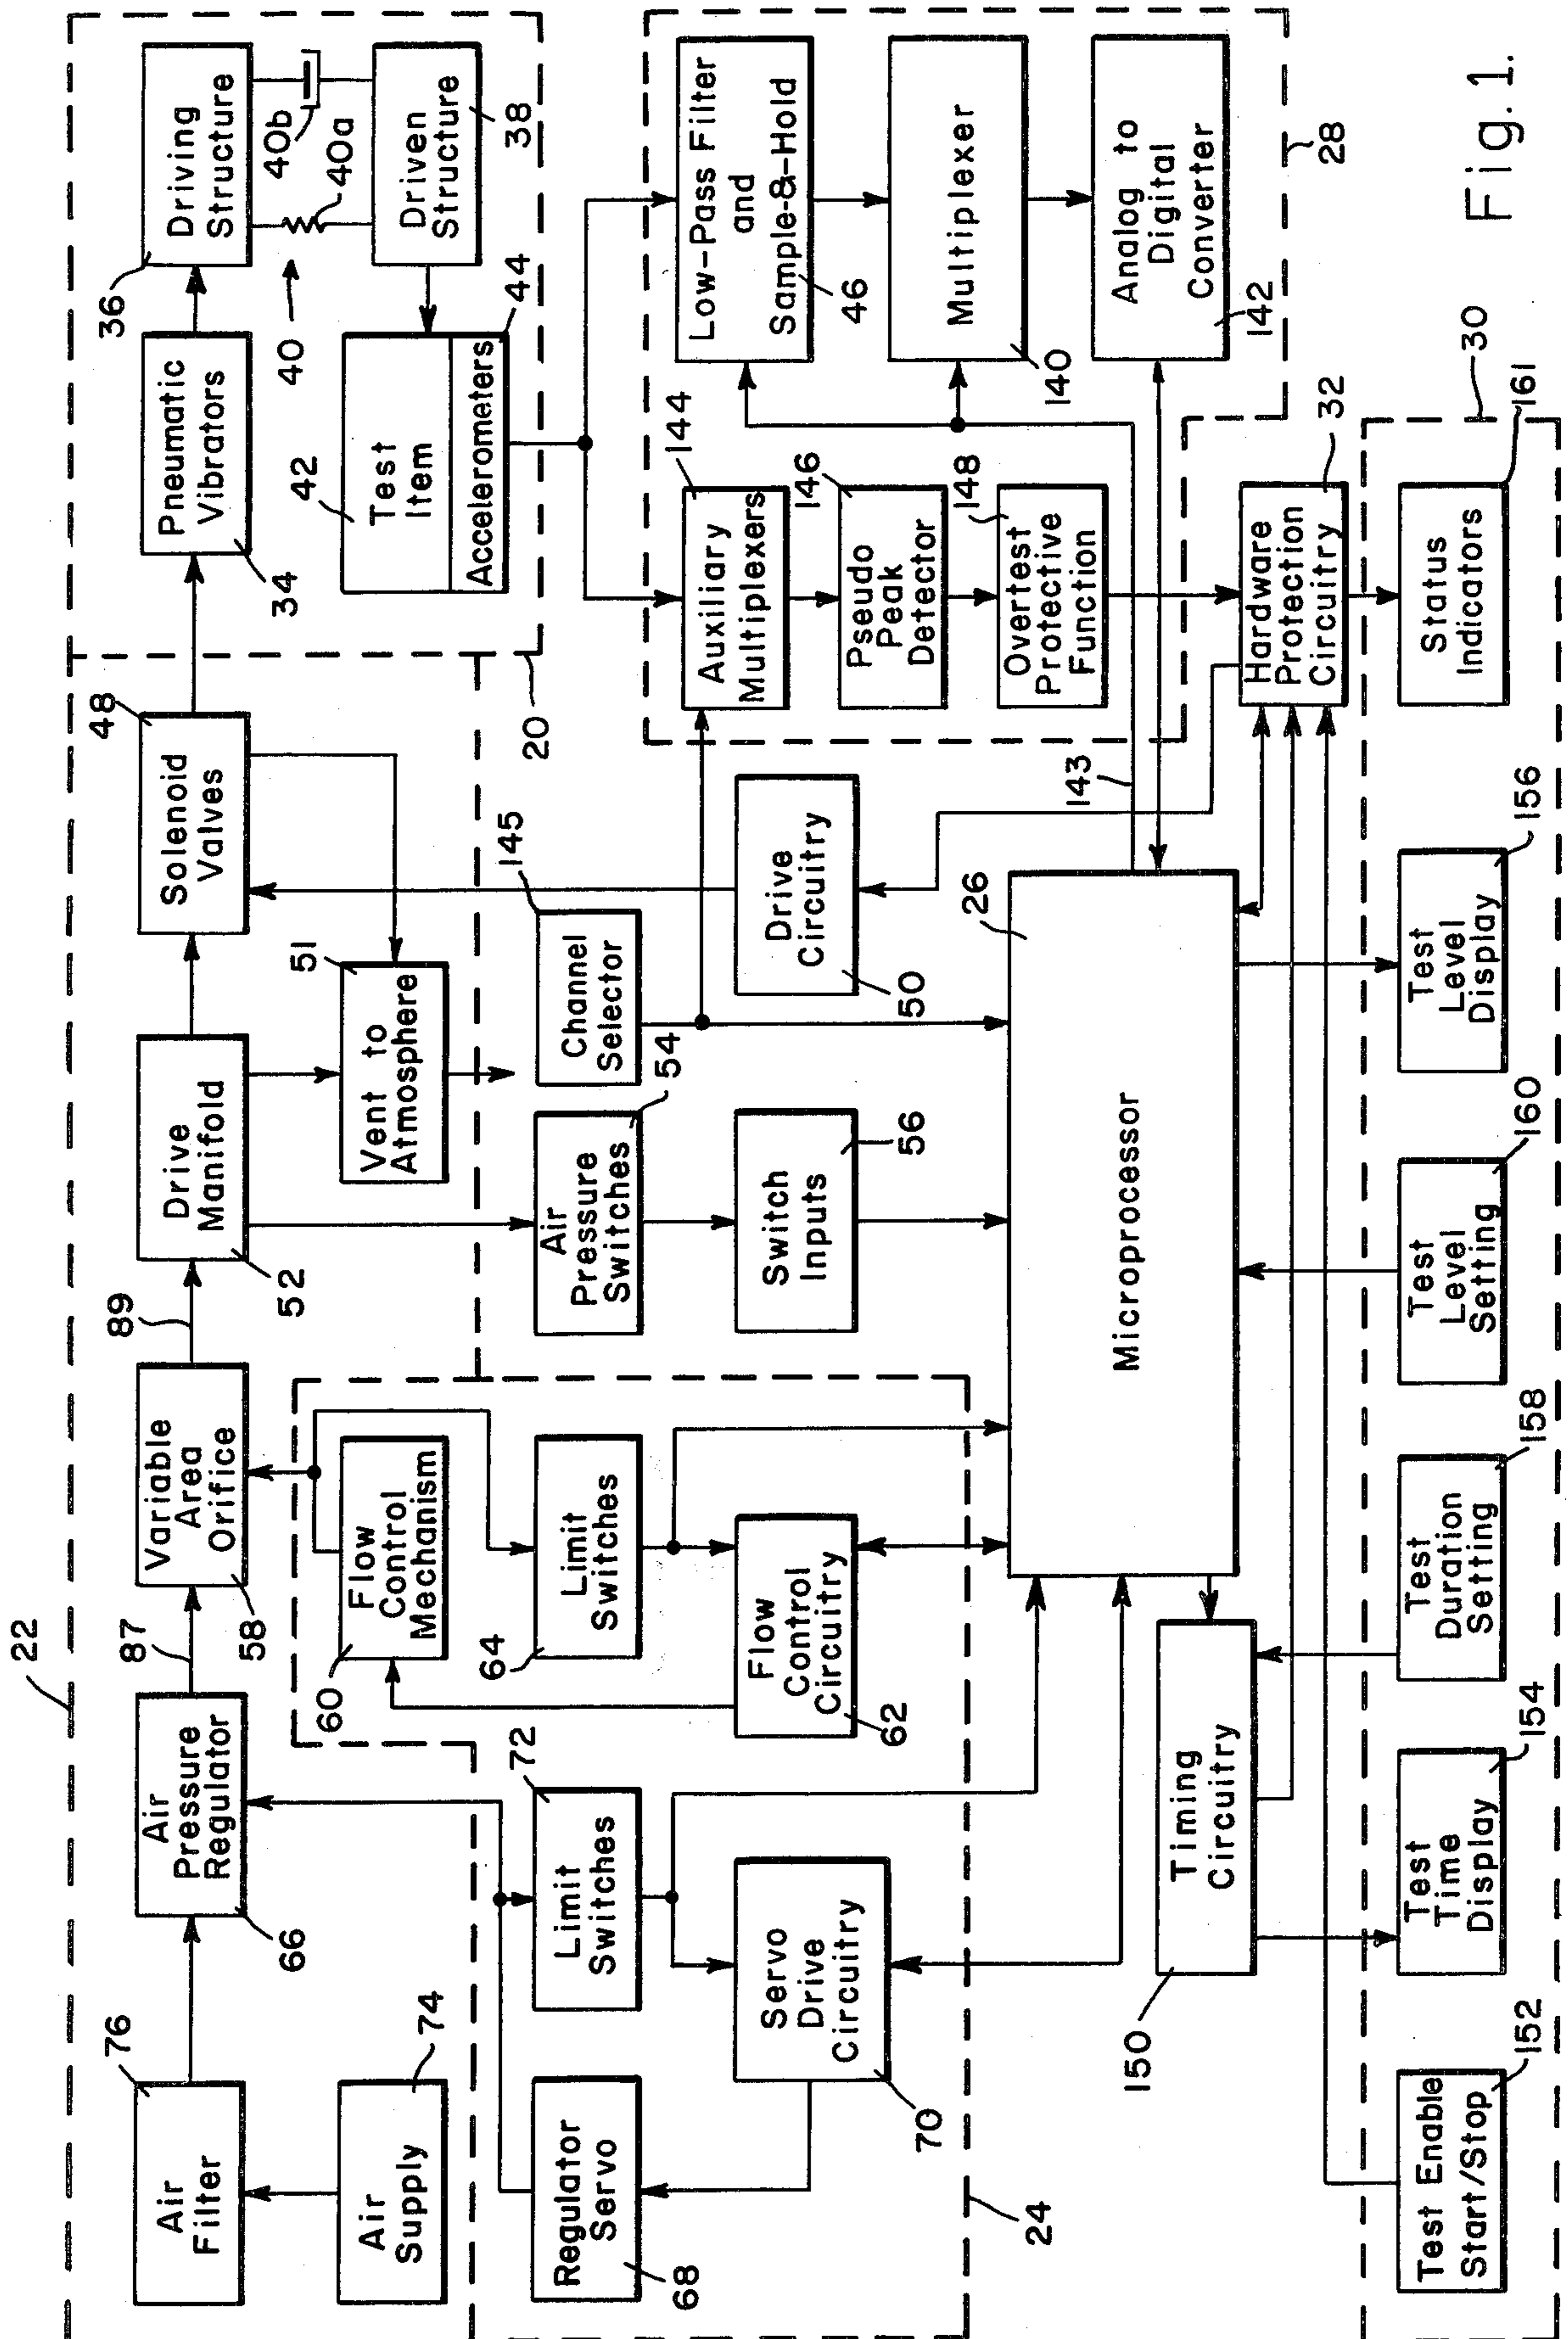 22
76
Air
Filter
74
Air
Supply
66
Air
Pressure
Regulator
87
58
Variable
Area
Orifice
89
52
Drive
Manifold
51
Vent to
Atmosphere
48
Solenoid
Valves
34
Pneumatic
Vibrators
36
Driving
Structure
40
40b
40a
Driven
Structure
38
42
Test
Item
Accelerometers
44
20
60
Flow
Control
Mechanism
64
Limit
Switches
Flow
Control
Circuitry
62
72
Limit
Switches
Regulator
Servo
68
Servo
Drive
Circuitry
70
24
Air
Pressure
Switches
54
Switch
Inputs
56
145
Channel
Selector
Drive
Circuitry
50
26
Microprocessor
143
144
Auxiliary
Multiplexers
146
Pseudo
Peak
Detector
148
Overtest
Protective
Function
Low-Pass Filter
and
Sample-&-Hold
46
Multiplexer
140
Analog to
Digital
Converter
142
28
Hardware
Protection
Circuitry
32
Timing
Circuitry
150
30
Test Enable
Start/Stop
152
Test
Time
Display
154
Test
Duration
Setting
158
Test
Level
Setting
160
Test
Level
Display
156
Status
Indicators
161
Fig. 1.